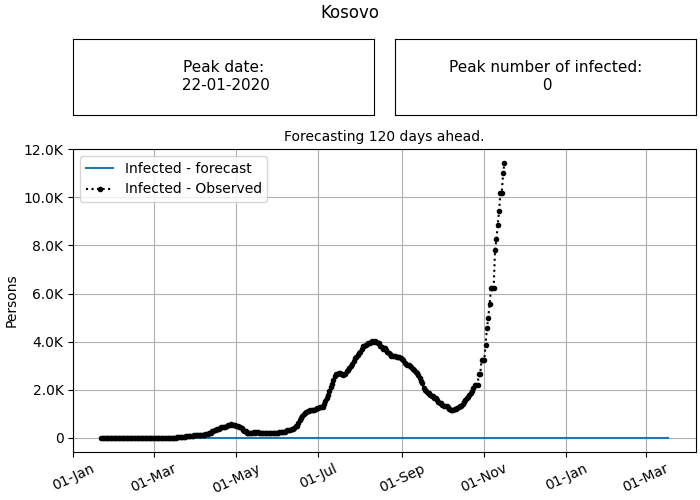 Kosovo
Peak date:
22-01-2020
Peak number of infected:
0
Forecasting 120 days ahead.
Infected - forecast
Infected - Observed
Persons
12.0K
10.0K
8.0K
6.0K
4.0K
2.0K
0
01-Jan
01-Mar
01-May
01-Jul
01-Sep
01-Nov
01-Jan
01-Mar